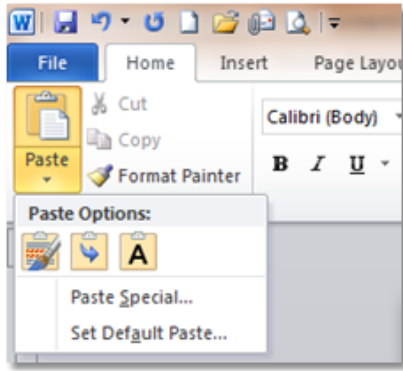 W
File Home Insert Page Layou
Cut
Calibri (Body)
Copy
Paste
Format Painter
B I U
Paste Options:
A
Paste Special...
Set Default Paste...